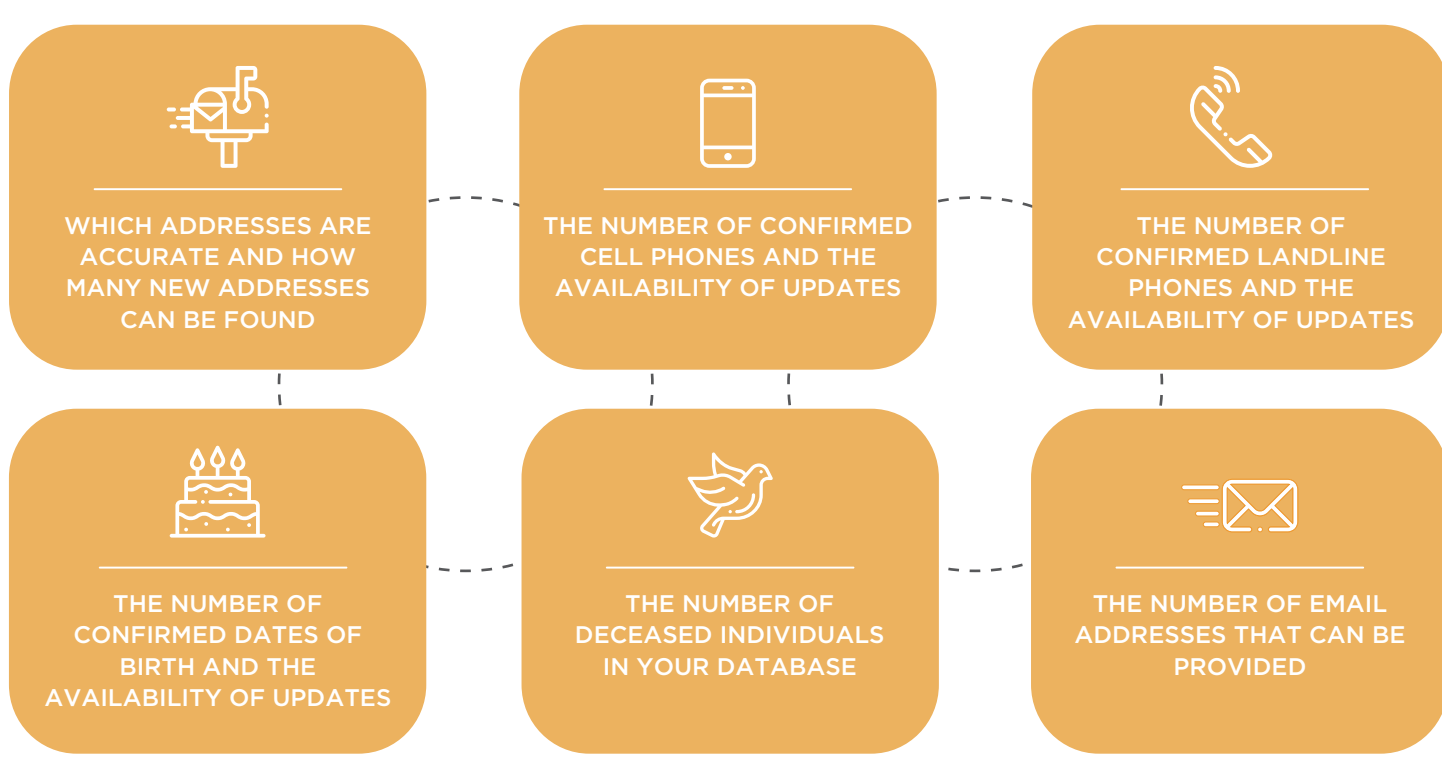 WHICH ADDRESSES ARE
ACCURATE AND HOW
MANY NEW ADDRESSES
CAN BE FOUND
THE NUMBER OF CONFIRMED
CELL PHONES AND THE
AVAILABILITY OF UPDATES
THE NUMBER OF
CONFIRMED LANDLINE
PHONES AND THE
AVAILABILITY OF UPDATES
THE NUMBER OF
CONFIRMED DATES OF
BIRTH AND THE
AVAILABILITY OF UPDATES
THE NUMBER OF
DECEASED INDIVIDUALS
IN YOUR DATABASE
THE NUMBER OF EMAIL
ADDRESSES THAT CAN BE
PROVIDED